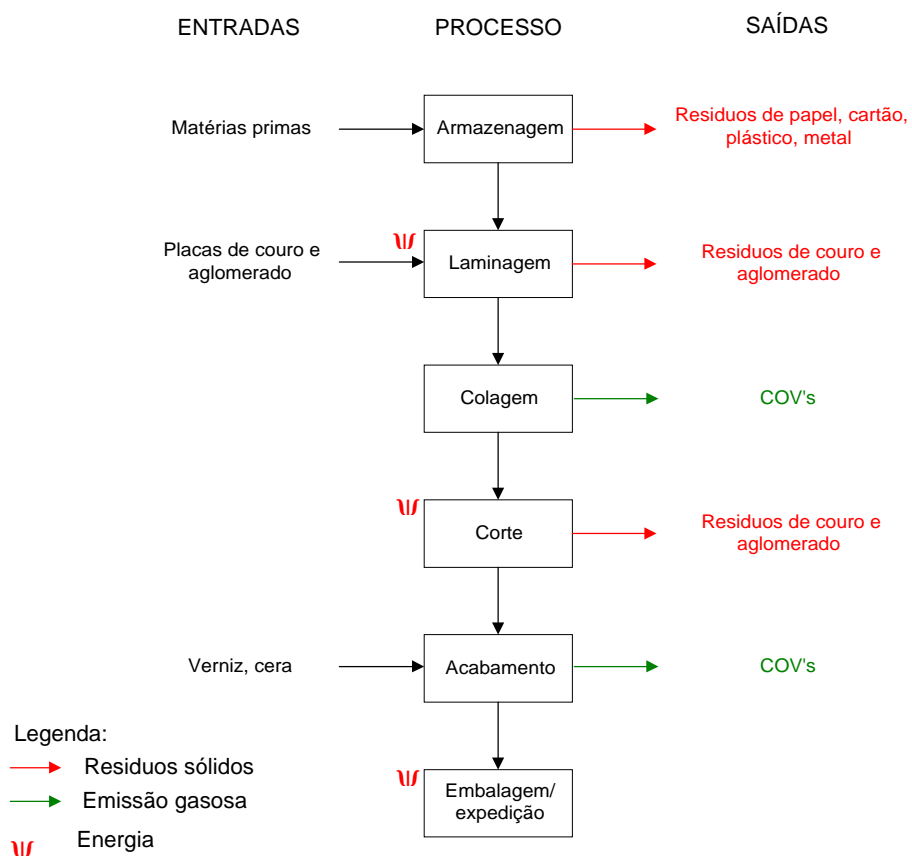 ENTRADAS
PROCESSO
SAÍDAS
Matérias primas
Armazenagem
Residuos de papel, cartão,
plástico, metal
Placas de couro e
aglomerado
Laminagem
Residuos de couro e
aglomerado
Colagem
COV's
Corte
Residuos de couro e
aglomerado
Verniz, cera
Acabamento
COV's
Embalagem/
expedição
Legenda:
Residuos sólidos
Emissão gasosa
Energia